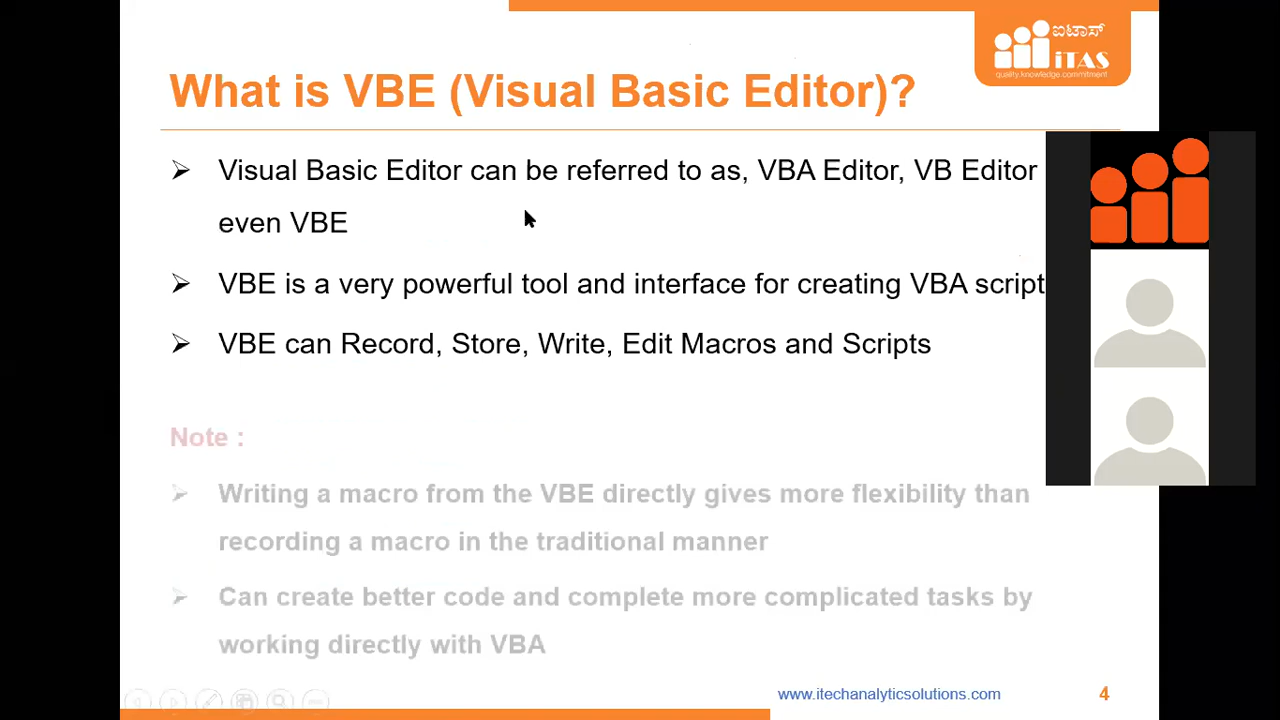 ಐಟಾಸ್
iTAS
quality.knowledge.commitment
What is VBE (Visual Basic Editor)?
Visual Basic Editor can be referred to as, VBA Editor, VB Editor
even VBE
VBE is a very powerful tool and interface for creating VBA script
VBE can Record, Store, Write, Edit Macros and Scripts
Note :
Writing a macro from the VBE directly gives more flexibility than
recording a macro in the traditional manner
Can create better code and complete more complicated tasks by
working directly with VBA
www.itechanalyticsolutions.com
4